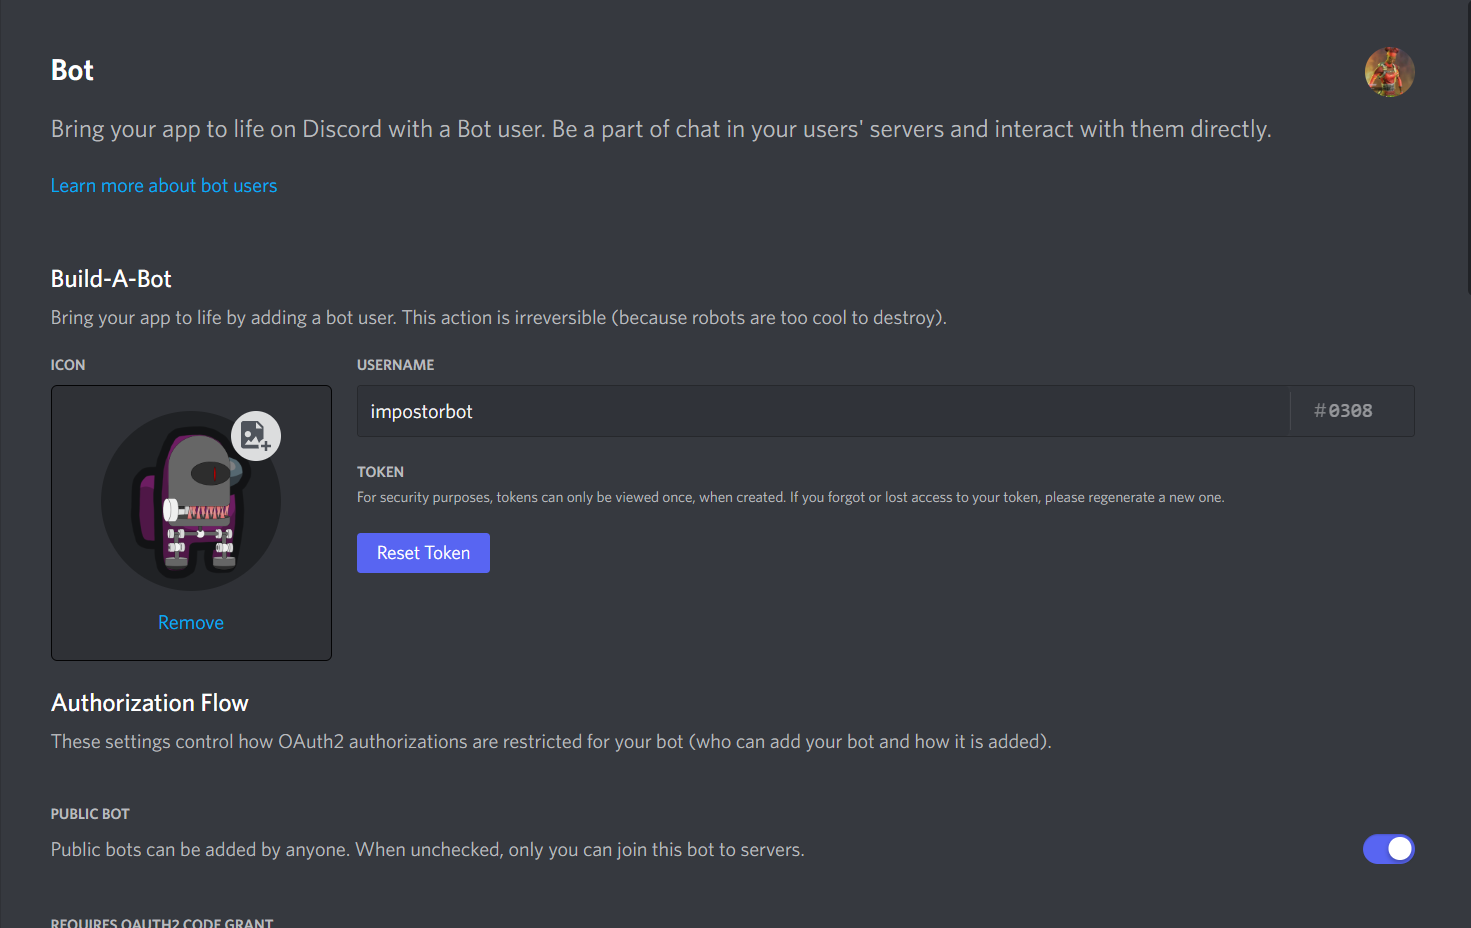 Bot
Bring your app to life on Discord with a Bot user. Be a part of chat in your users' servers and interact with them directly.
Learn more about bot users
Build-A-Bot
Bring your app to life by adding a bot user. This action is irreversible (because robots are too cool to destroy).
ICON
USERNAME
impostorbot
#0308
TOKEN
For security purposes, tokens can only be viewed once, when created. If you forgot or lost access to your token, please regenerate a new one.
Reset Token
Remove
Authorization Flow
These settings control how OAuth2 authorizations are restricted for your bot (who can add your bot and how it is added).
PUBLIC BOT
Public bots can be added by anyone. When unchecked, only you can join this bot to servers.
REQUIRES OAUTH2 CODE GRANT